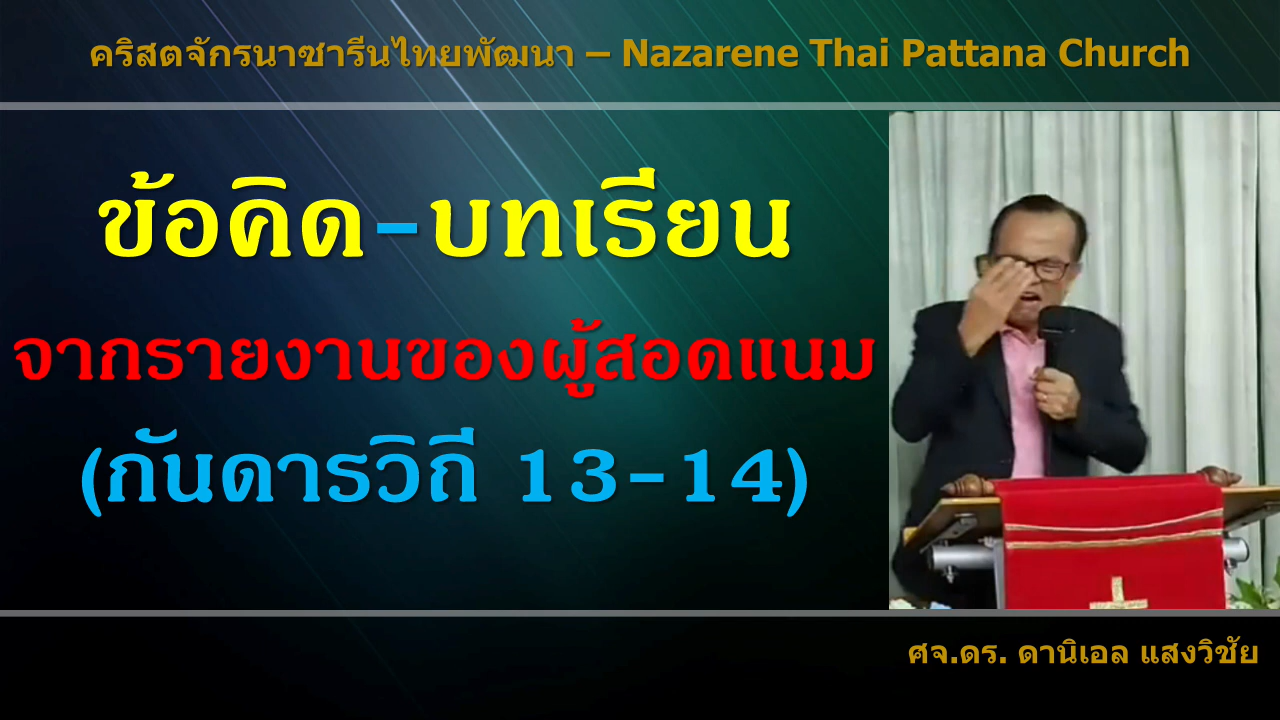 คริสตจักรนาซารีนไทยพัฒนา – Nazarene Thai Pattana Church
ข้อคิด-บทเรียน
จากรายงานของผู้สอดแนม
(กันดารวิถี 13-14)
ศจ.ดร. ดานิเอล แสงวิชัย